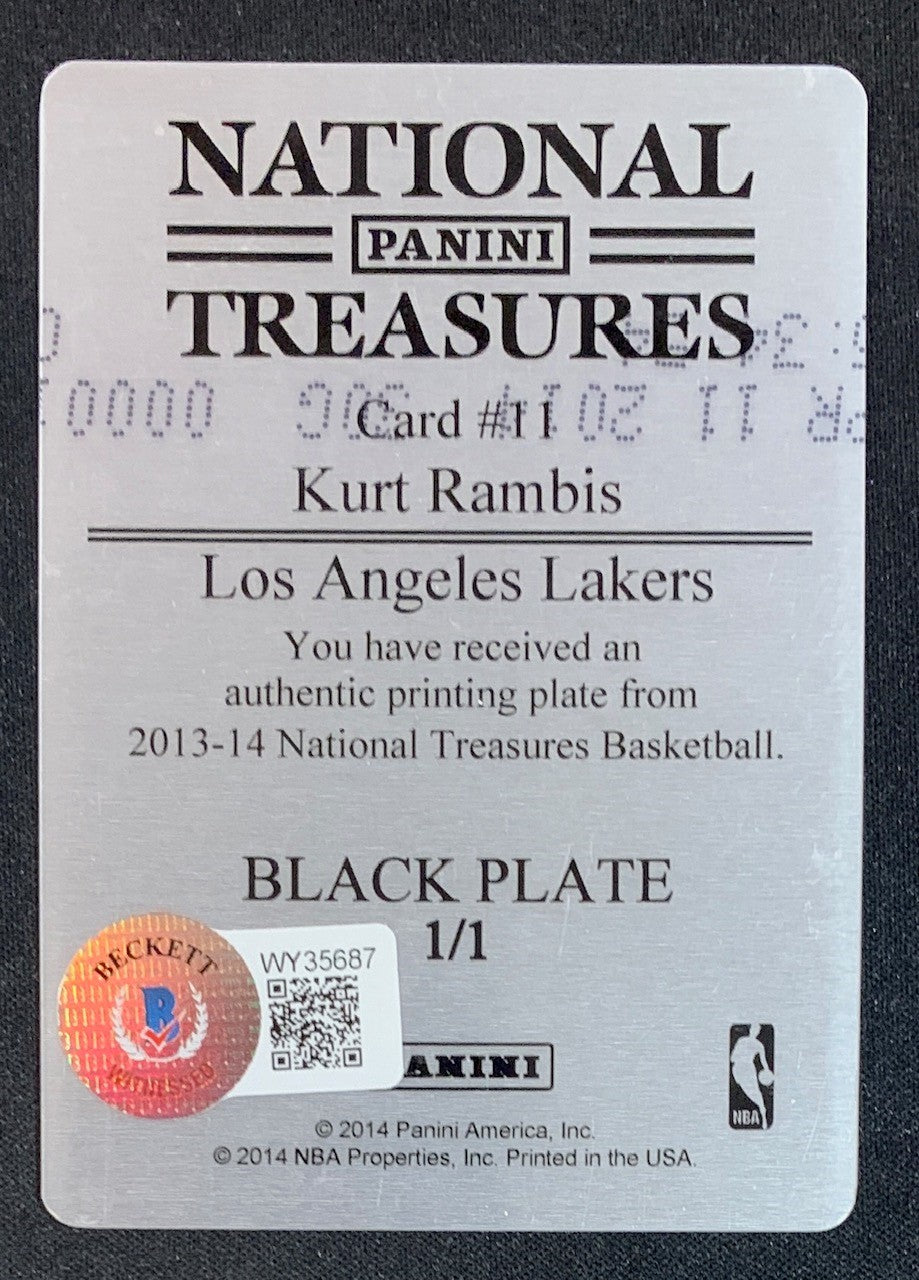 NATIONAL
PANINI
TREASURES
Card #11
Kurt Rambis
Los Angeles Lakers
You have received an
authentic printing plate from
2013-14 National Treasures Basketball.
BLACK PLATE
1/1
BECKETT
WITNESSED
WY35687
ANINI
NBA
© 2014 Panini America, Inc.
© 2014 NBA Properties, Inc. Printed in the USA.